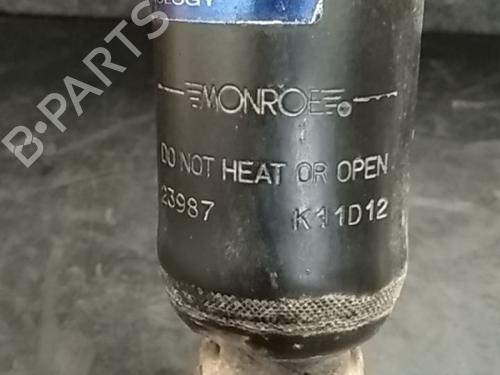 MONROE
DO NOT HEAT OR OPEN
23987 K11D12
B-PARTS